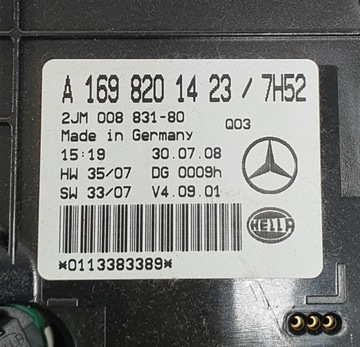 A 169 820 14 23 / 7H52
2JM 008 831-80
Q03
Made in Germany
15:19 30.07.08
HW 35/07 DG 0009h
SW 33/07 V4.09.01
HELLA
*0113383389*